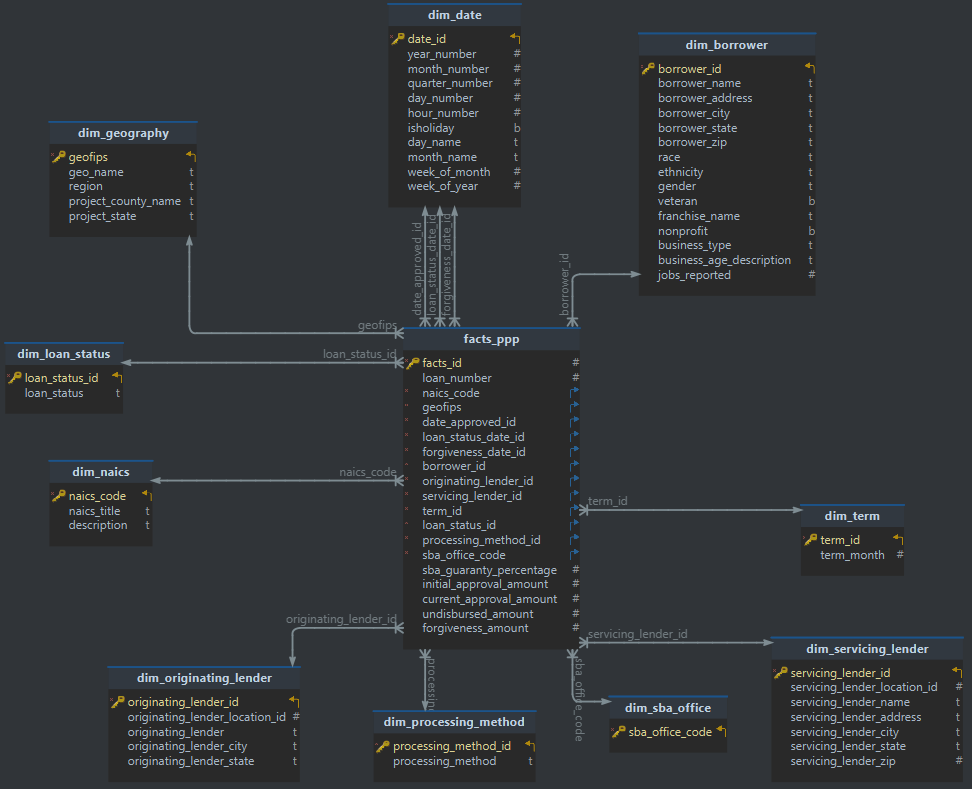 dim_date
date_id
year_number #
month_number #
quarter_number #
day_number #
hour_number #
isholiday b
day_name t
month_name t
week_of_month #
week_of_year #
dim_borrower
borrower_id
borrower_name t
borrower_address t
borrower_city t
borrower_state t
borrower_zip t
race t
ethnicity t
gender t
veteran b
franchise_name t
nonprofit b
business_type t
business_age_description t
jobs_reported #
dim_geography
geofips
geo_name t
region t
project_county_name t
project_state t
date_approved_id
loan_status_date_id
forgiveness_date_id
borrower_id
geofips
loan_status_id
naics_code
dim_loan_status
loan_status_id
loan_status t
dim_naics
naics_code
naics_title t
description t
facts_ppp
facts_id #
loan_number #
naics_code
geofips
date_approved_id
loan_status_date_id
forgiveness_date_id
borrower_id
originating_lender_id
servicing_lender_id
term_id
loan_status_id
processing_method_id
sba_office_code
sba_guaranty_percentage #
initial_approval_amount #
current_approval_amount #
undisbursed_amount #
forgiveness_amount #
term_id
dim_term
term_id
term_month #
originating_lender_id
servicing_lender_id
sba_office_code
dim_originating_lender
originating_lender_id
originating_lender_location_id #
originating_lender t
originating_lender_city t
originating_lender_state t
dim_processing_method
processing_method_id
processing_method t
dim_sba_office
sba_office_code
dim_servicing_lender
servicing_lender_id
servicing_lender_location_id #
servicing_lender_name t
servicing_lender_address t
servicing_lender_city t
servicing_lender_state t
servicing_lender_zip #